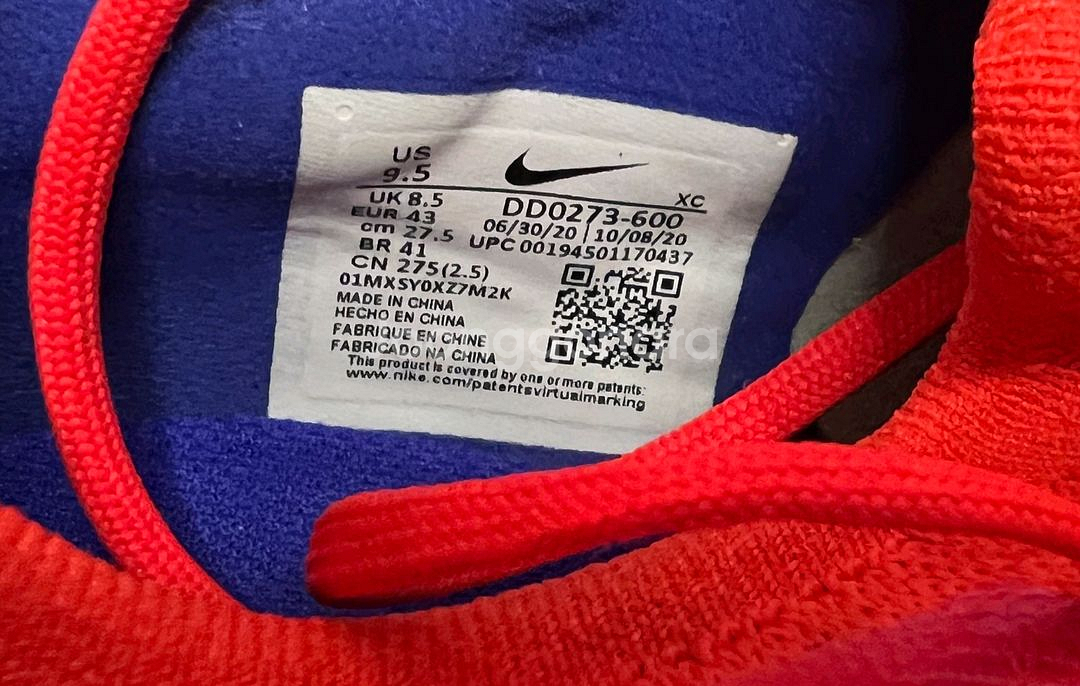 US
9.5
XC
UK 8.5
DD0273-600
EUR 43
06/30/20 | 10/08/20
cm 27.5
UPC 00194501170437
BR 41
CN 275(2.5)
01MXSY0XZ7M2K
MADE IN CHINA
HECHO EN CHINA
FABRIQUE EN CHINE
FABRICADO NA CHINA
This product is covered by one or more patents:
www.nike.com/patentsvirtualmarking